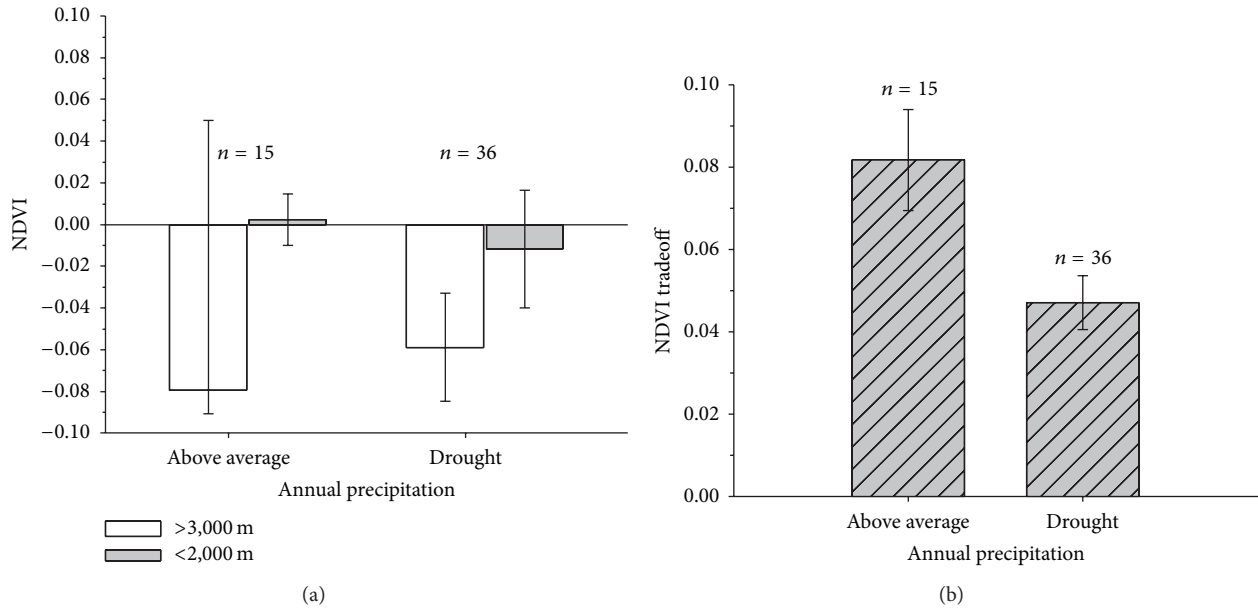 0.10
0.08
0.06
0.04
0.02
0.00
−0.02
−0.04
−0.06
−0.08
−0.10
NDVI
n = 15
n = 36
Above average
Drought
Annual precipitation
>3,000 m
<2,000 m
(a)
0.10
0.08
0.06
0.04
0.02
0.00
NDVI tradeoff
n = 15
n = 36
Above average
Drought
Annual precipitation
(b)